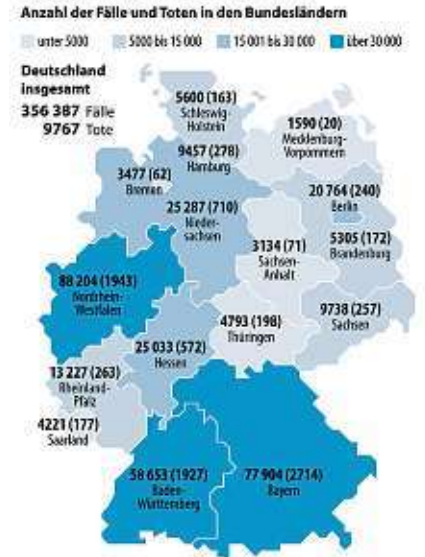 Anzahl der Fälle und Toten in den Bundesländern
unter 5000
5000 bis 15 000
15 001 bis 30 000
über 30 000
Deutschland
insgesamt
356 387 Fälle
9767 Tote
5600 (163)
Schleswig-
Holstein
1590 (20)
Mecklenburg-
Vorpommern
9457 (278)
Hamburg
3477 (62)
Bremen
20 764 (240)
Berlin
25 287 (710)
Nieder-
sachsen
5305 (172)
Brandenburg
3134 (71)
Sachsen-
Anhalt
88 204 (1943)
Nordrhein-
Westfalen
9738 (257)
Sachsen
4793 (198)
Thüringen
25 033 (572)
Hessen
13 227 (263)
Rheinland-
Pfalz
4221 (177)
Saarland
58 653 (1927)
Baden-
Württemberg
77 904 (2714)
Bayern